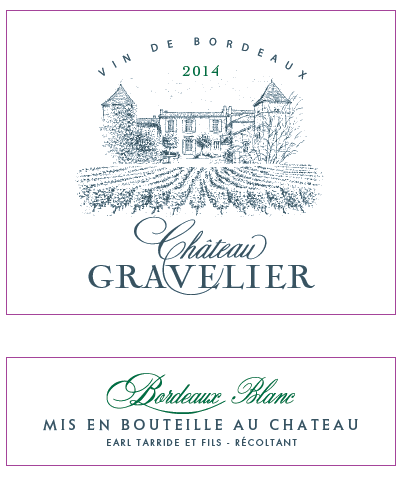 VIN DE BORDEAUX
2014
Château
GRAVELIER
Bordeaux Blanc
MIS EN BOUTEILLE AU CHATEAU
EARL TARRIDE ET FILS - RÉCOLTANT